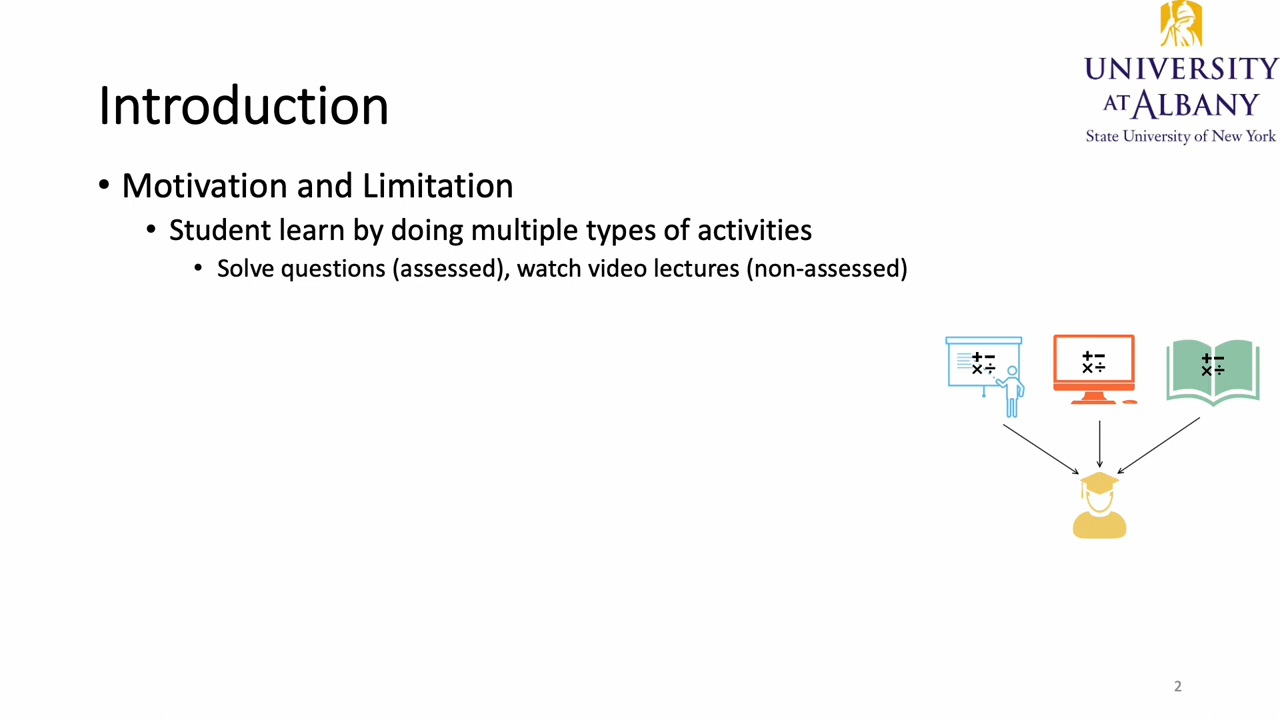 UNIVERSITY
AT ALBANY
State University of New York
Introduction
• Motivation and Limitation
• Student learn by doing multiple types of activities
• Solve questions (assessed), watch video lectures (non-assessed)
+−
×÷
+−
×÷
+−
×÷
2